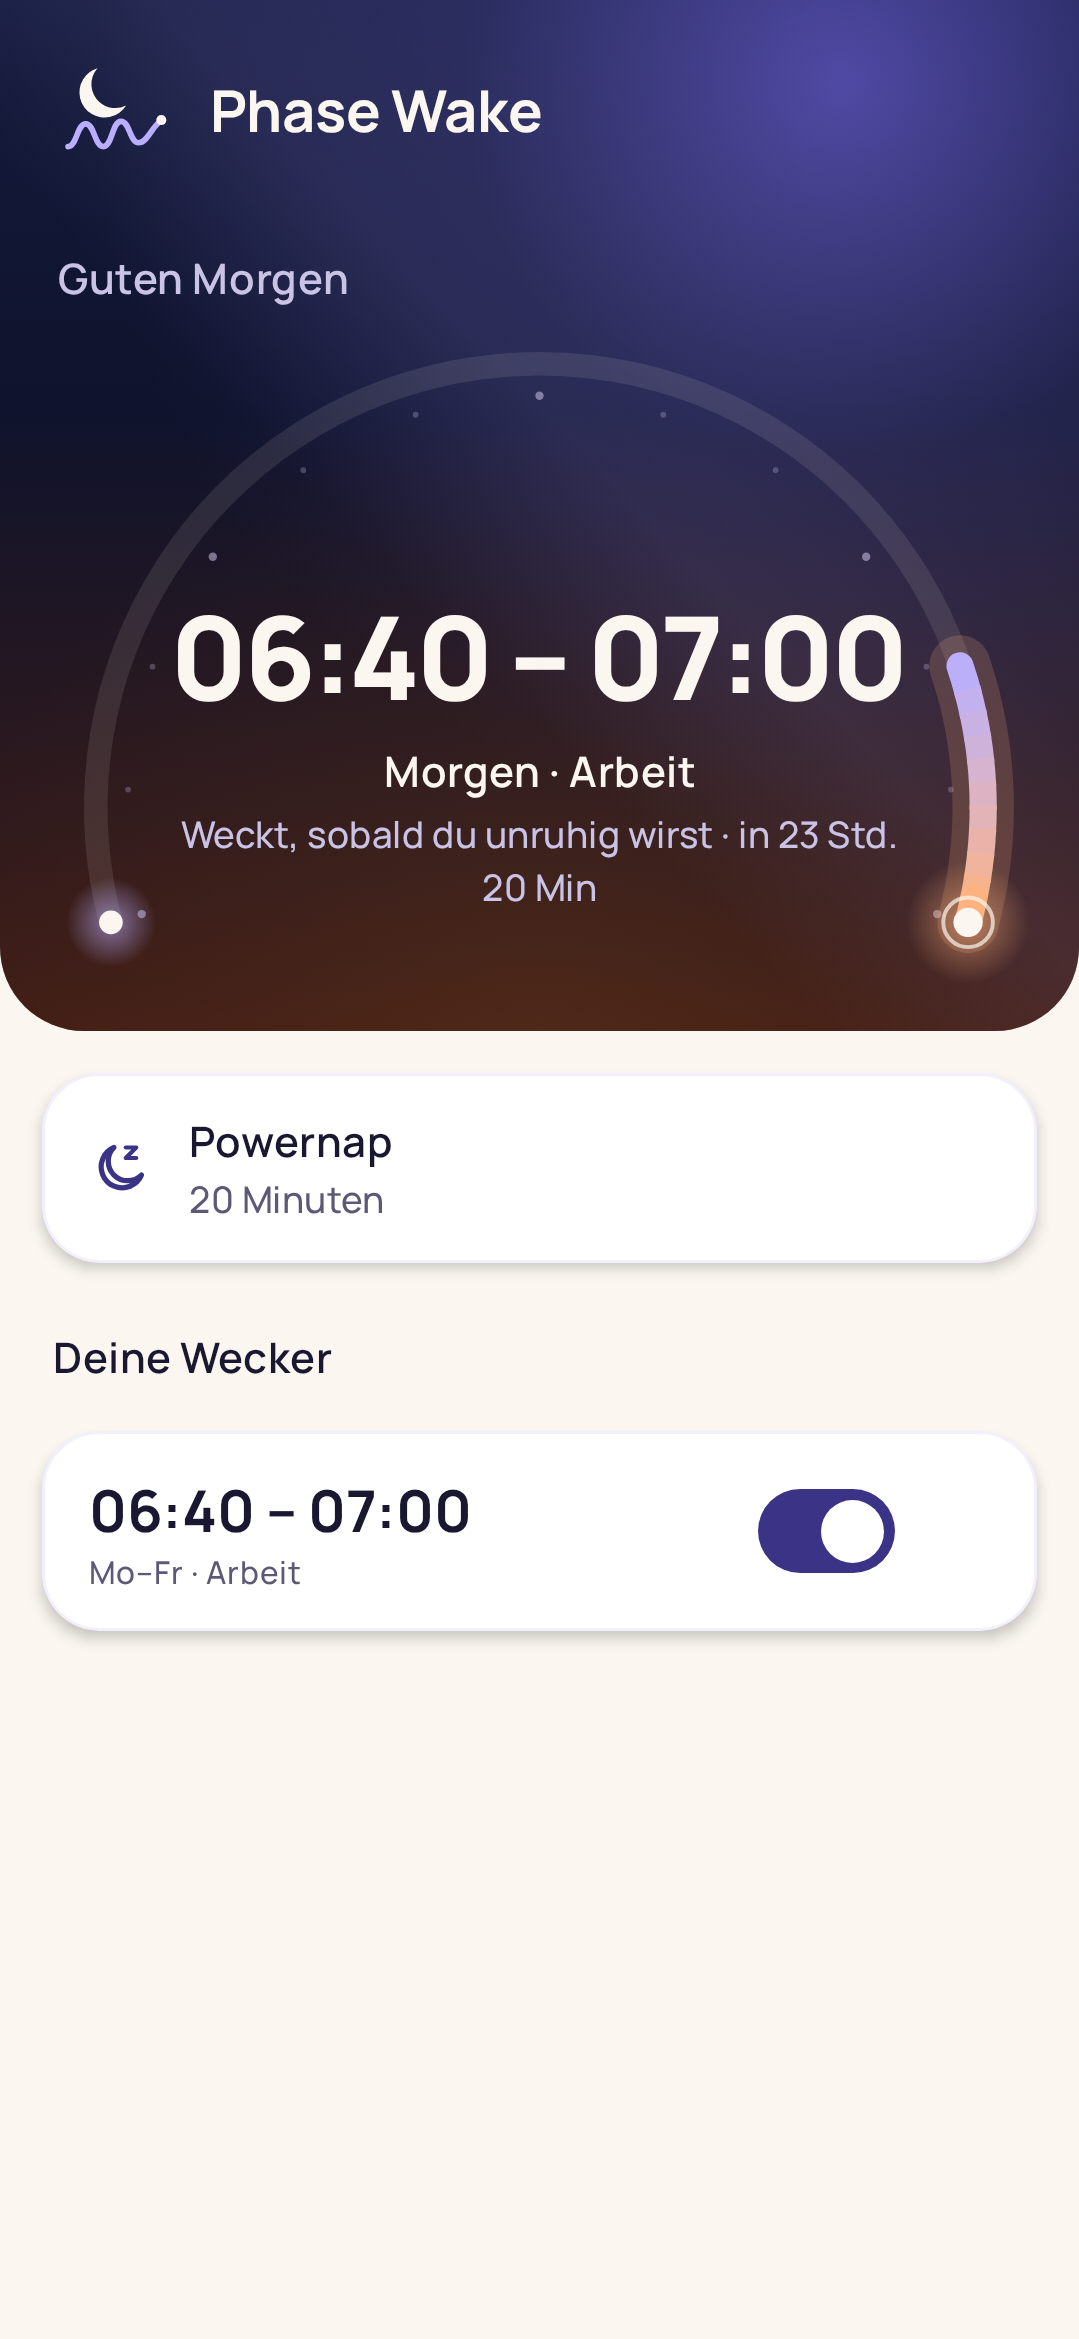 Phase Wake
Guten Morgen
06:40 – 07:00
Morgen · Arbeit
Weckt, sobald du unruhig wirst · in 23 Std.
20 Min
Powernap
20 Minuten
Deine Wecker
06:40 – 07:00
Mo–Fr · Arbeit